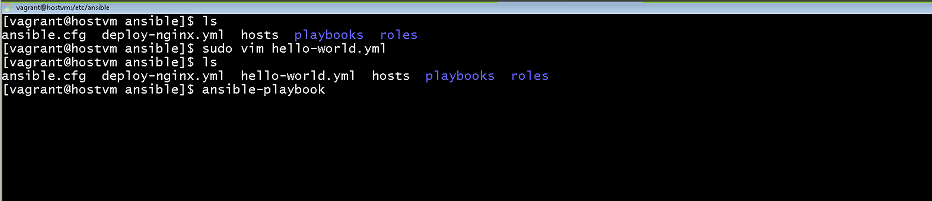 vagrant@hostvm:/etc/ansible
[vagrant@hostvm ansible]$ ls
ansible.cfg  deploy-nginx.yml  hosts  playbooks  roles
[vagrant@hostvm ansible]$ sudo vim hello-world.yml
[vagrant@hostvm ansible]$ ls
ansible.cfg  deploy-nginx.yml  hello-world.yml  hosts  playbooks  roles
[vagrant@hostvm ansible]$ ansible-playbook